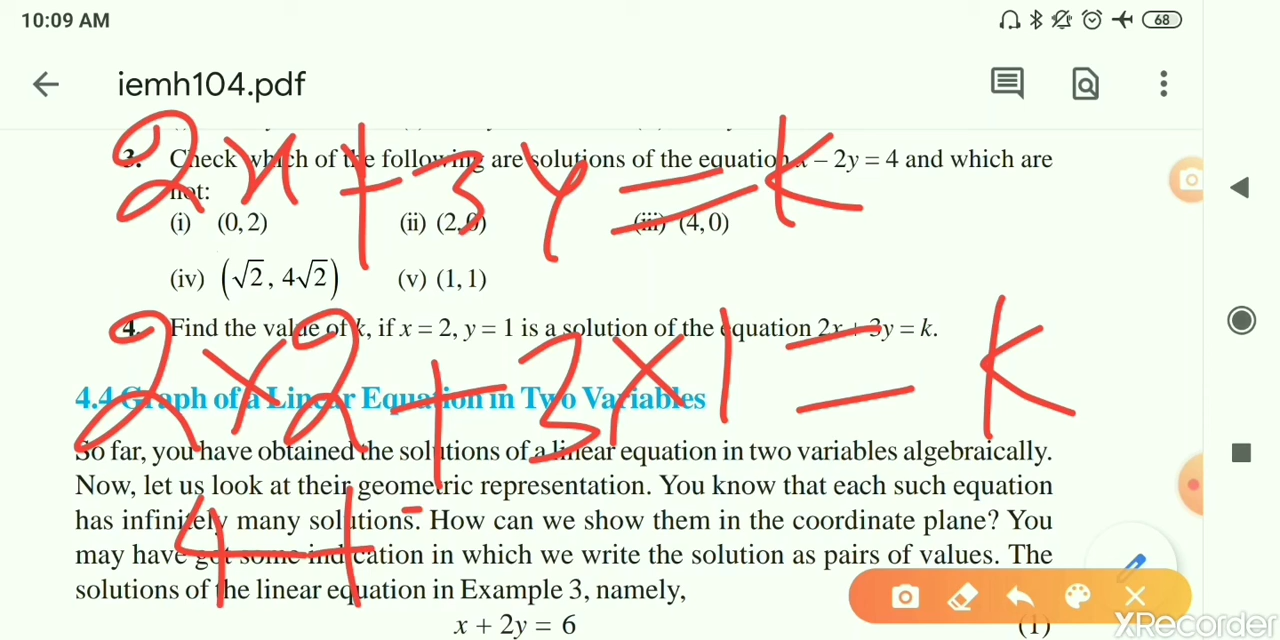 10:09 AM 68
iemh104.pdf
3. Check which of the following are solutions of the equation x – 2y = 4 and which are
not:
(i) (0, 2) (ii) (2, 0) (iii) (4, 0)
(iv) (√2, 4√2) (v) (1, 1)
4. Find the value of k, if x = 2, y = 1 is a solution of the equation 2x + 3y = k.
4.4 Graph of a Linear Equation in Two Variables
So far, you have obtained the solutions of a linear equation in two variables algebraically.
Now, let us look at their geometric representation. You know that each such equation
has infinitely many solutions. How can we show them in the coordinate plane? You
may have got some indication in which we write the solution as pairs of values. The
solutions of the linear equation in Example 3, namely,
x + 2y = 6 (1)
2x + 3y = k
2 × 2 + 3 × 1 = k
4 +
XRecorder